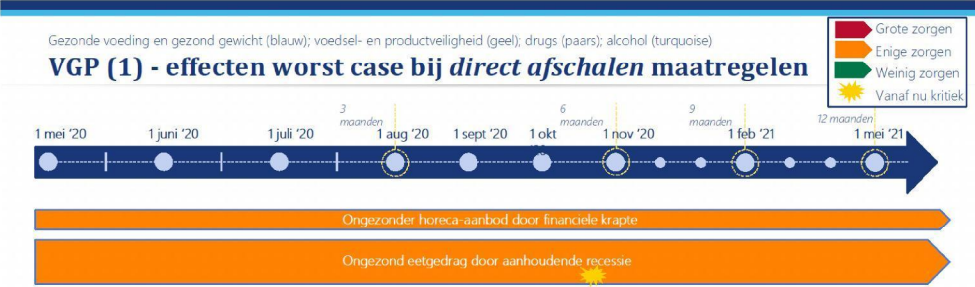 Gezonde voeding en gezond gewicht (blauw); voedsel- en productveiligheid (geel); drugs (paars); alcohol (turquoise)
VGP (1) - effecten worst case bij direct afschalen maatregelen
Grote zorgen
Enige zorgen
Weinig zorgen
Vanaf nu kritiek
3 maanden
6 maanden
9 maanden
12 maanden
1 mei '20
1 juni '20
1 juli '20
1 aug '20
1 sept '20
1 okt
1 nov '20
1 feb '21
1 mei '21
Ongezonder horeca-aanbod door financiele krapte
Ongezond eetgedrag door aanhoudende recessie